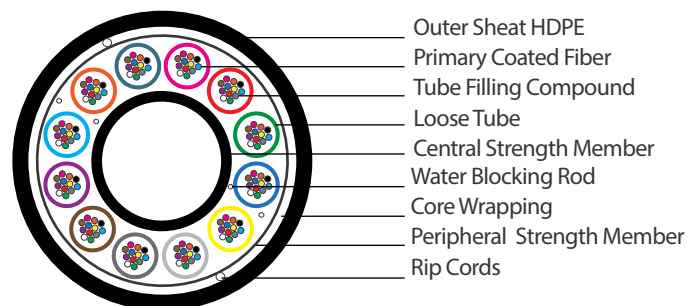 Outer Sheat HDPE
Primary Coated Fiber
Tube Filling Compound
Loose Tube
Central Strength Member
Water Blocking Rod
Core Wrapping
Peripheral Strength Member
Rip Cords